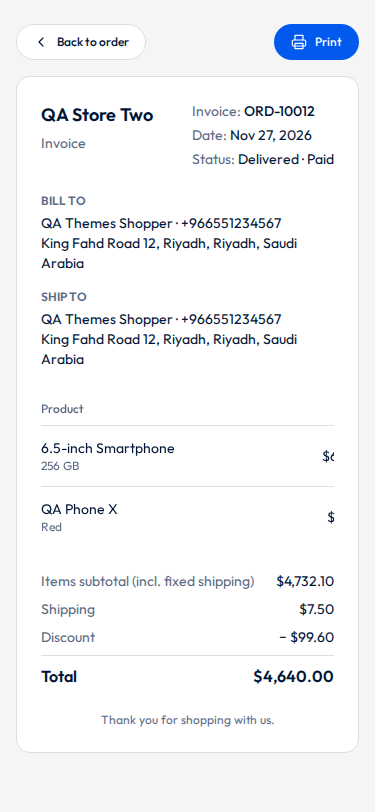 Back to order
Print
QA Store Two
Invoice
Invoice: ORD-10012
Date: Nov 27, 2026
Status: Delivered · Paid
BILL TO
QA Themes Shopper · +966551234567
King Fahd Road 12, Riyadh, Riyadh, Saudi
Arabia
SHIP TO
QA Themes Shopper · +966551234567
King Fahd Road 12, Riyadh, Riyadh, Saudi
Arabia
Product
6.5-inch Smartphone
256 GB
QA Phone X
$
Red
Items subtotal (incl. fixed shipping) $4,732.10
Shipping $7.50
Discount − $99.60
Total $4,640.00
Thank you for shopping with us.